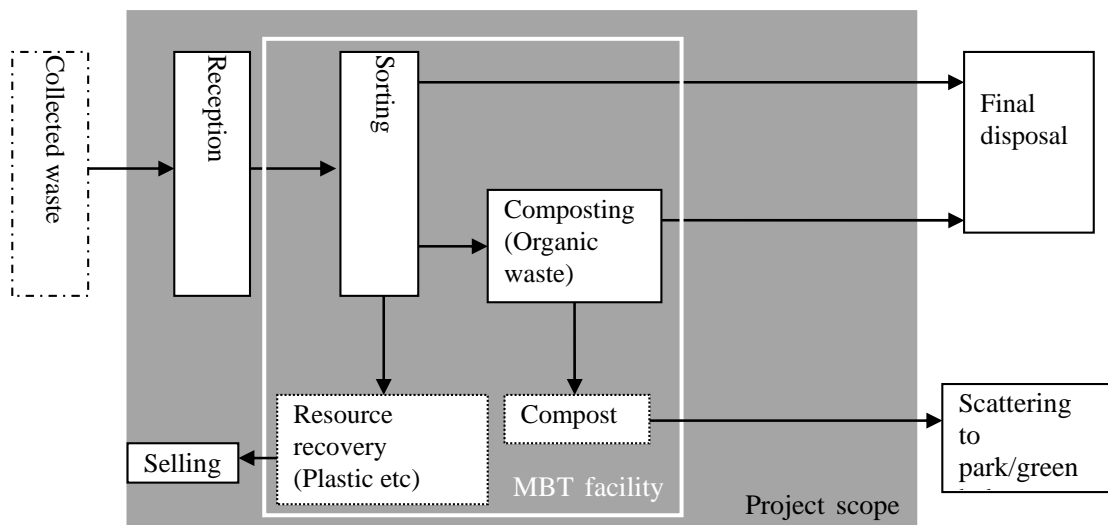 Collected waste
Reception
Sorting
Final
disposal
Composting
(Organic
waste)
Resource
recovery
(Plastic etc)
Compost
Scattering
to
park/green
Selling
MBT facility
Project scope